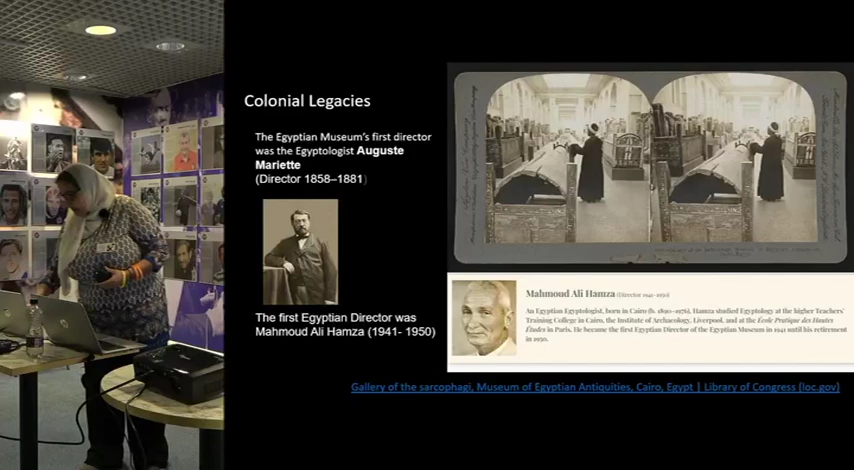 Colonial Legacies
The Egyptian Museum's first director
was the Egyptologist Auguste
Mariette
(Director 1858–1881)
The first Egyptian Director was
Mahmoud Ali Hamza (1941- 1950)
Mahmoud Ali Hamza (Director 1941-1950)
An Egyptian Egyptologist, born in Cairo (b. 1890-1976). Hamza studied Egyptology at the higher Teachers'
Training College in Cairo, the Institute of Archaeology, Liverpool, and at the École Pratique des Hautes
Études in Paris. He became the first Egyptian Director of the Egyptian Museum in 1941 until his retirement
in 1950.
Gallery of the sarcophagi, Museum of Egyptian Antiquities, Cairo, Egypt | Library of Congress (loc.gov)